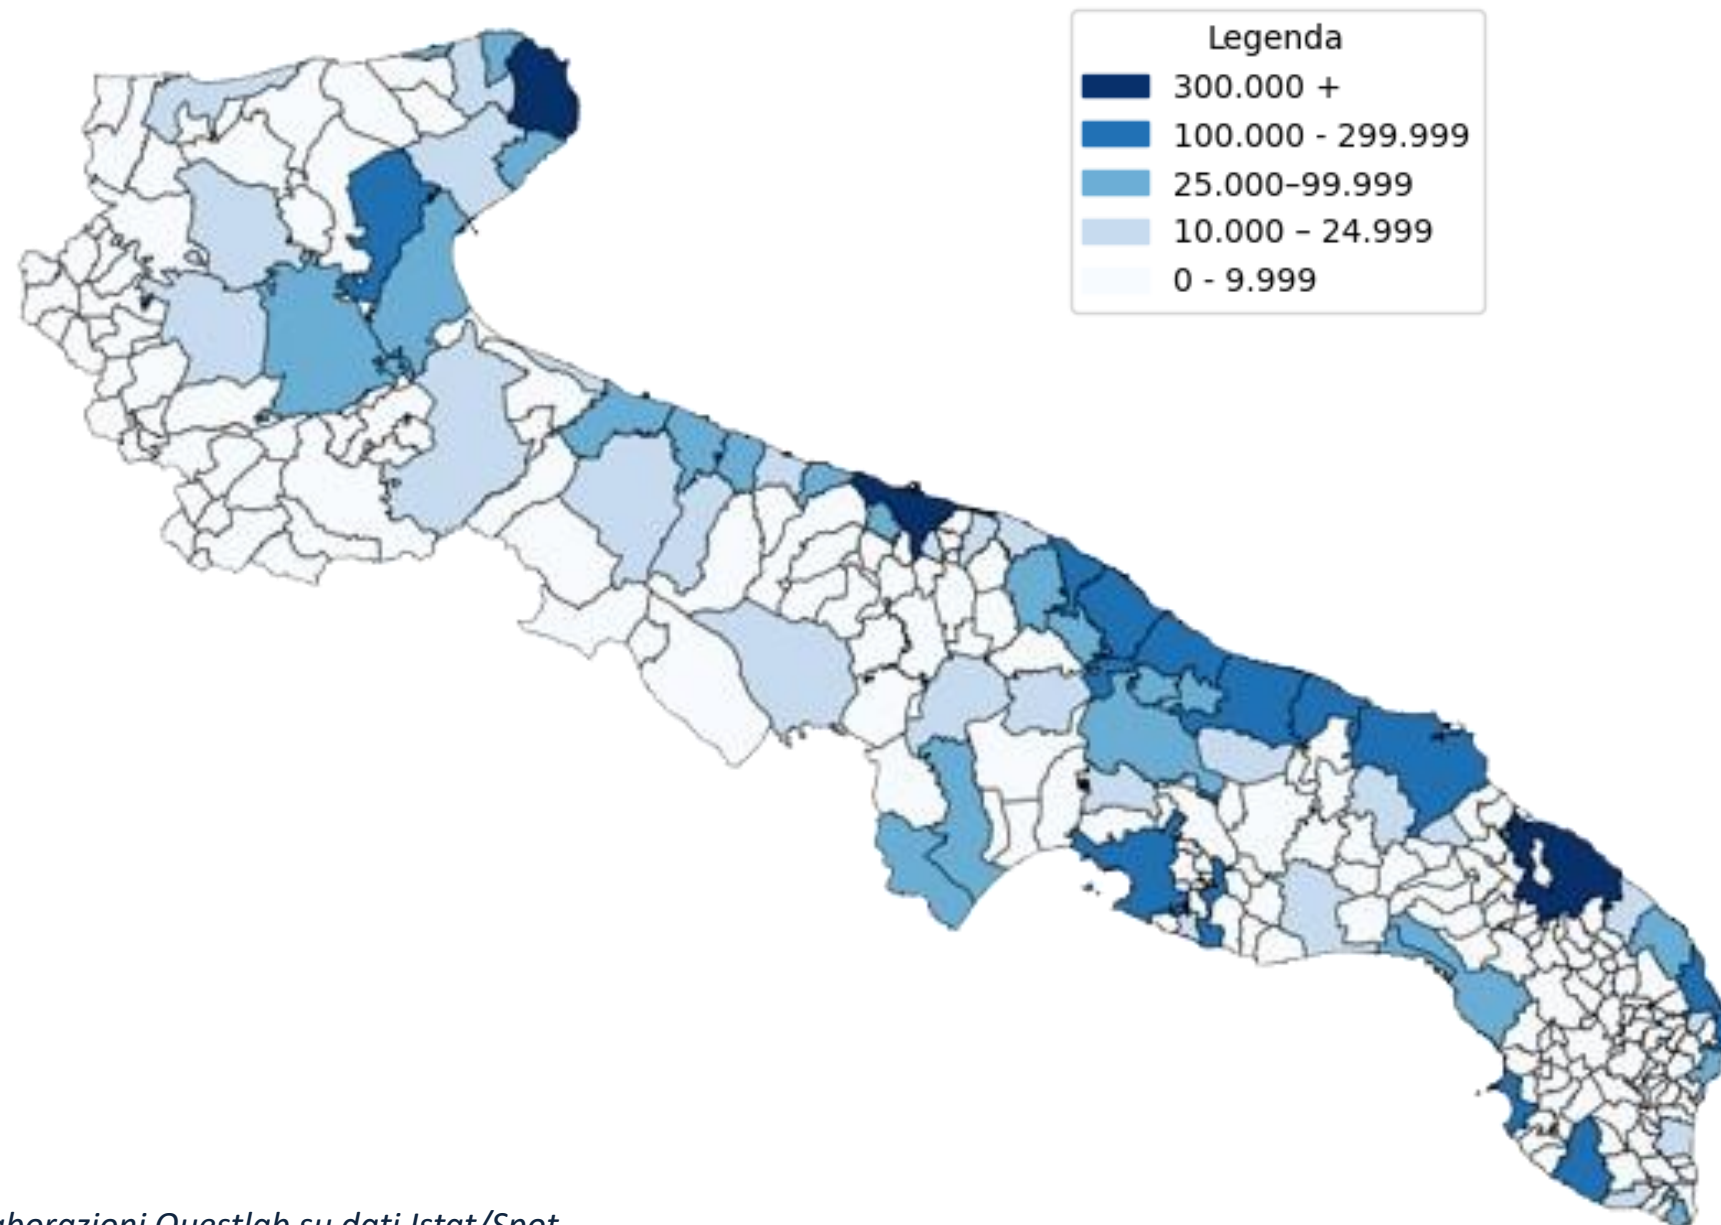 Legenda
300.000 +
100.000 - 299.999
25.000–99.999
10.000 – 24.999
0 - 9.999
Questlab su dati Istat/Spot